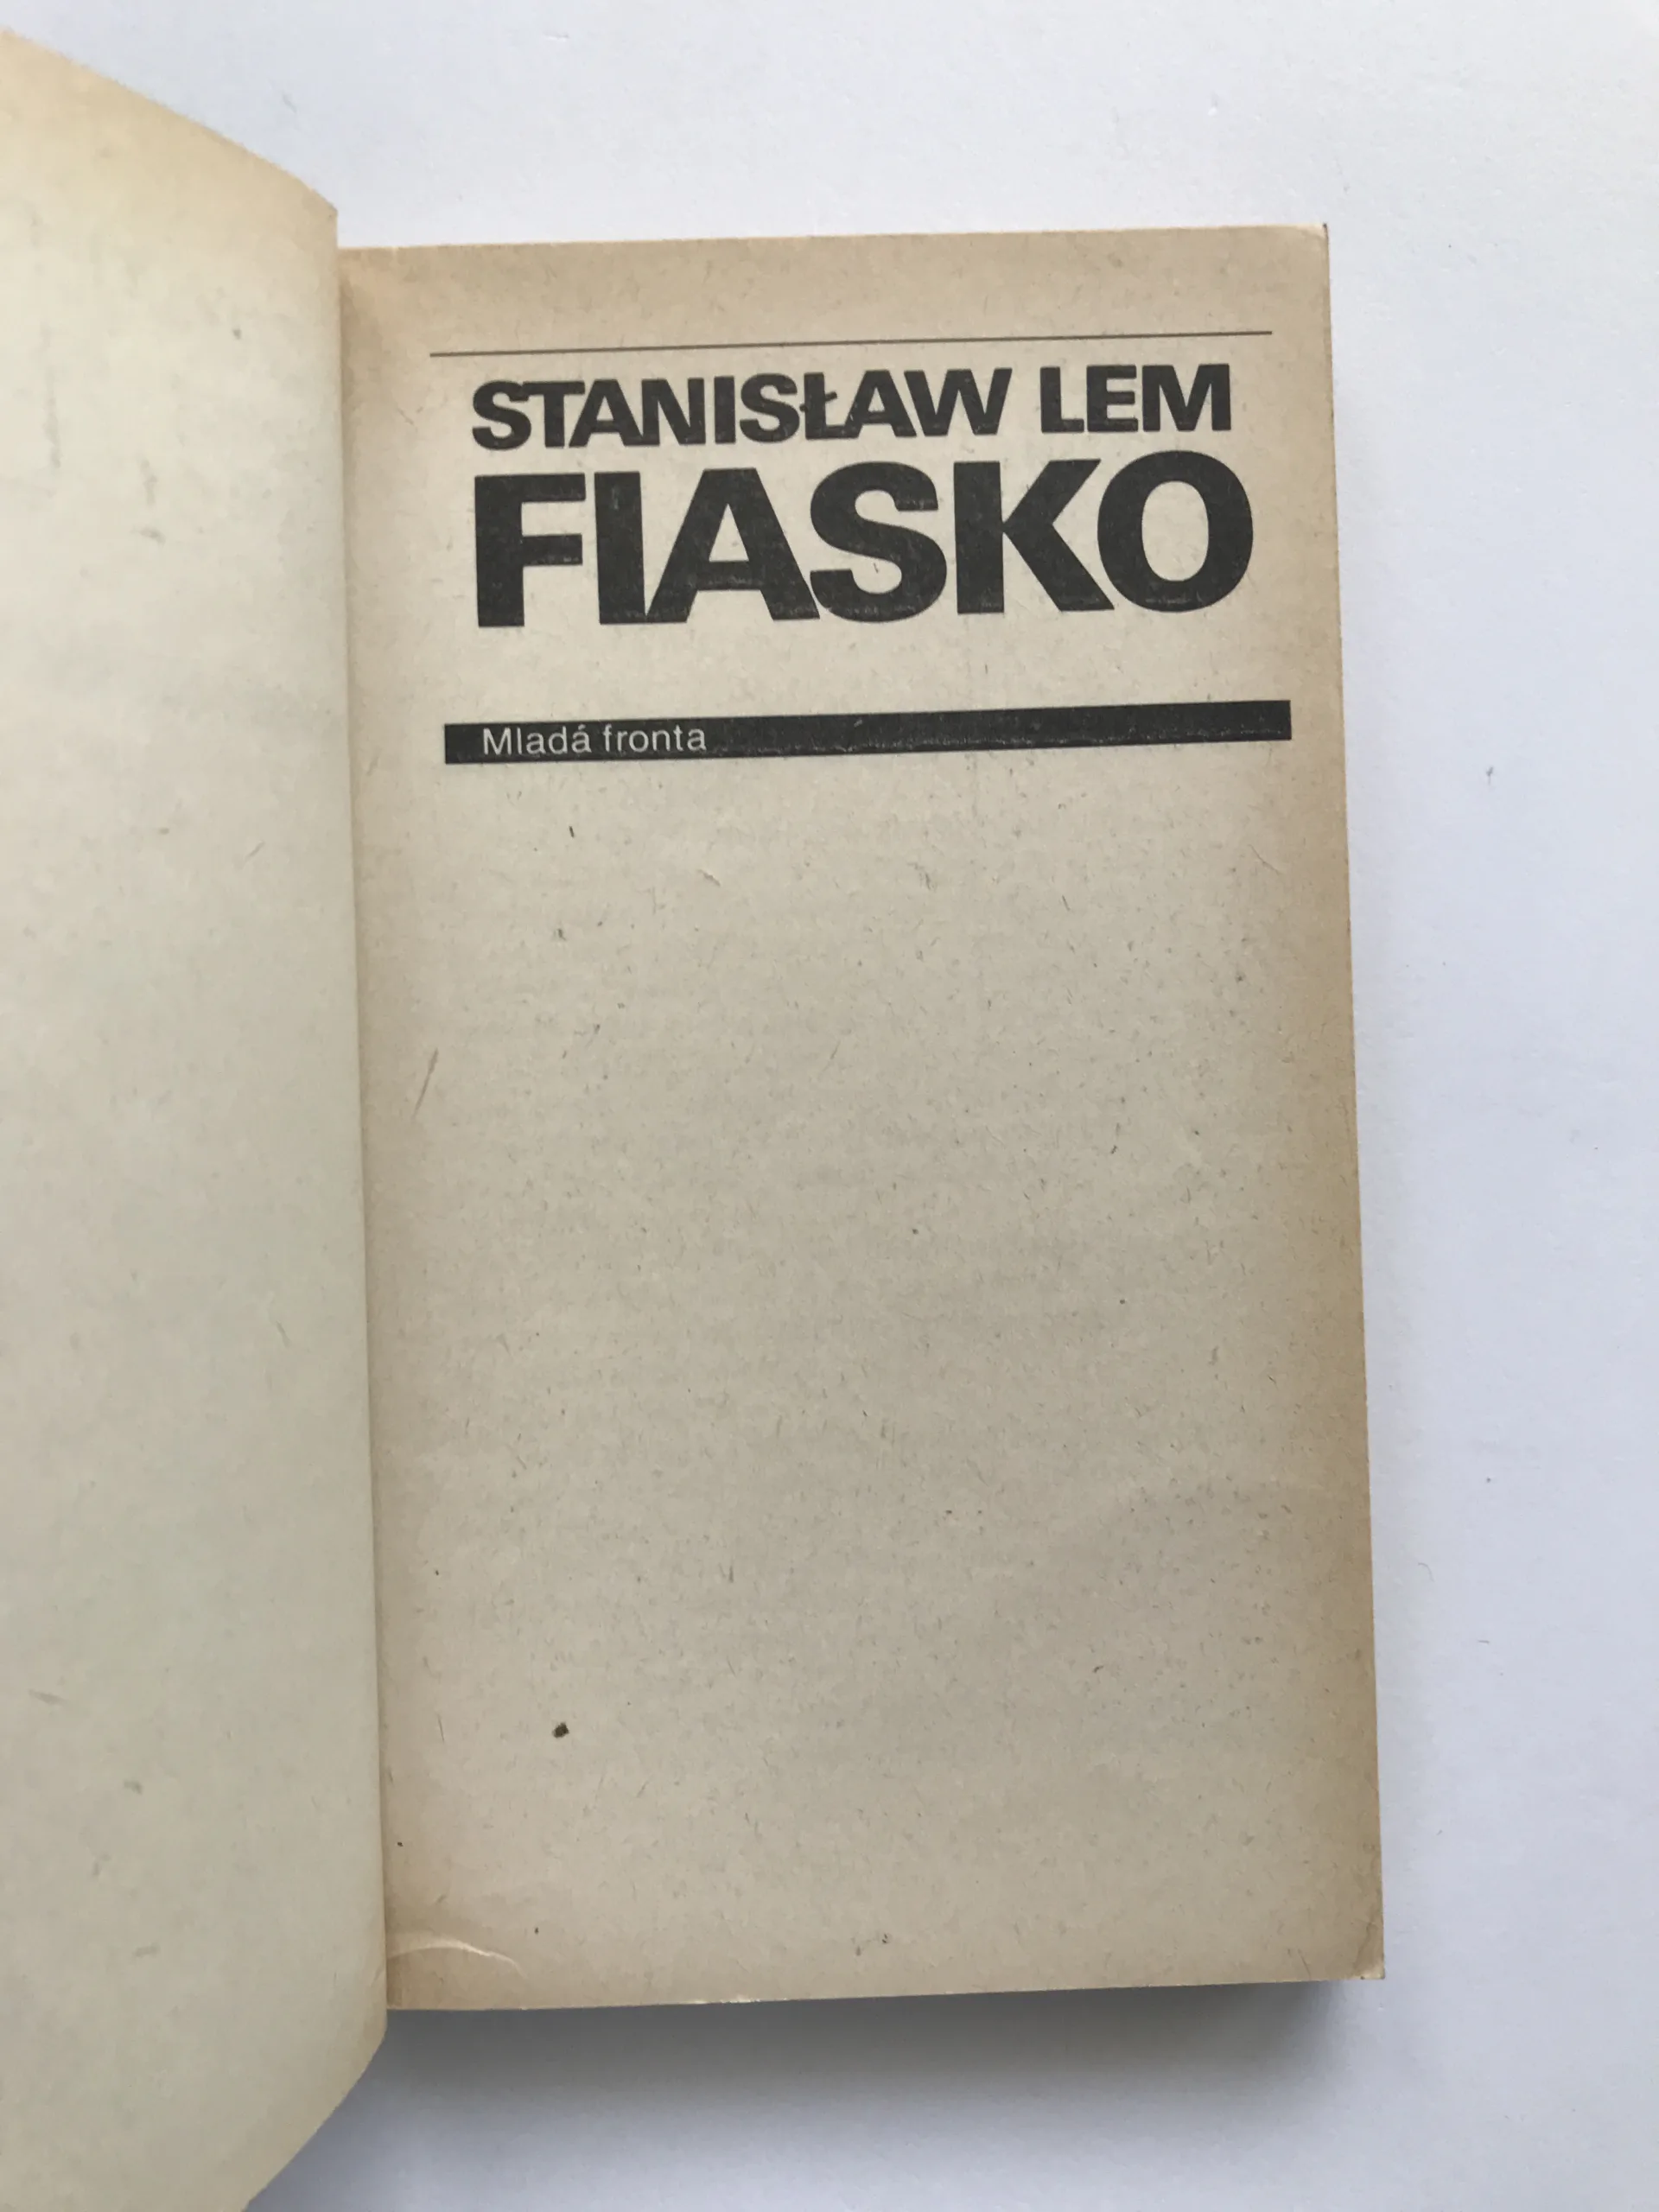 STANISŁAW LEM
FIASKO
Mladá fronta